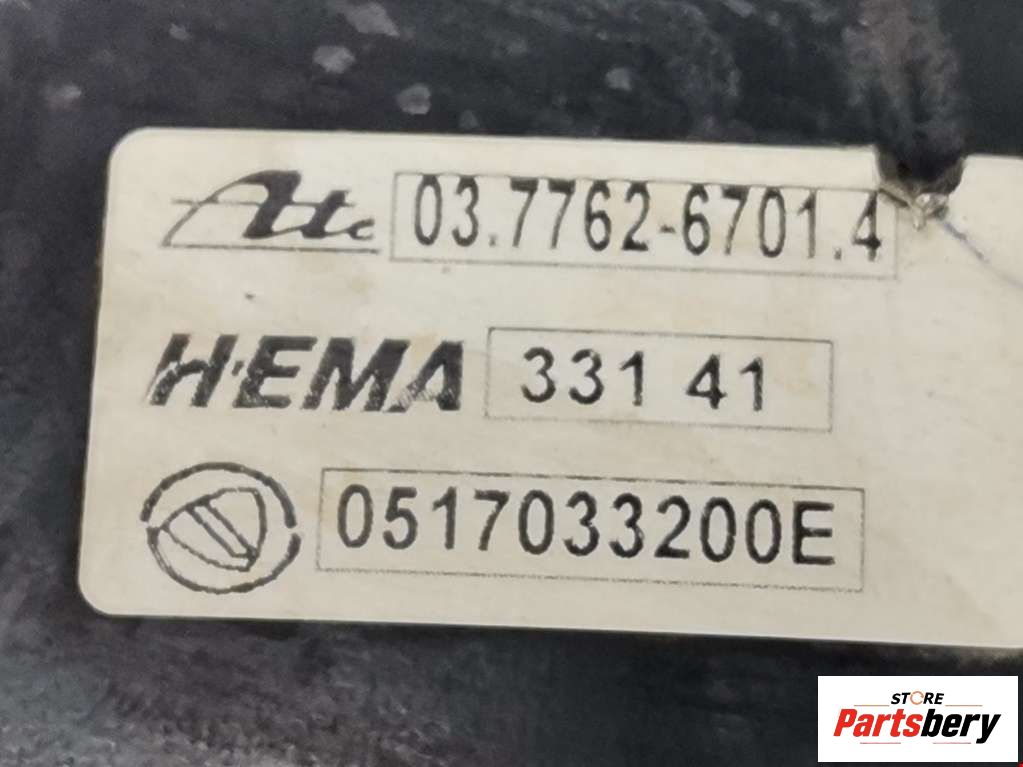 Ate 03.7762-6701.4
HEMA 331 41
0517033200E
STORE
Partsbery